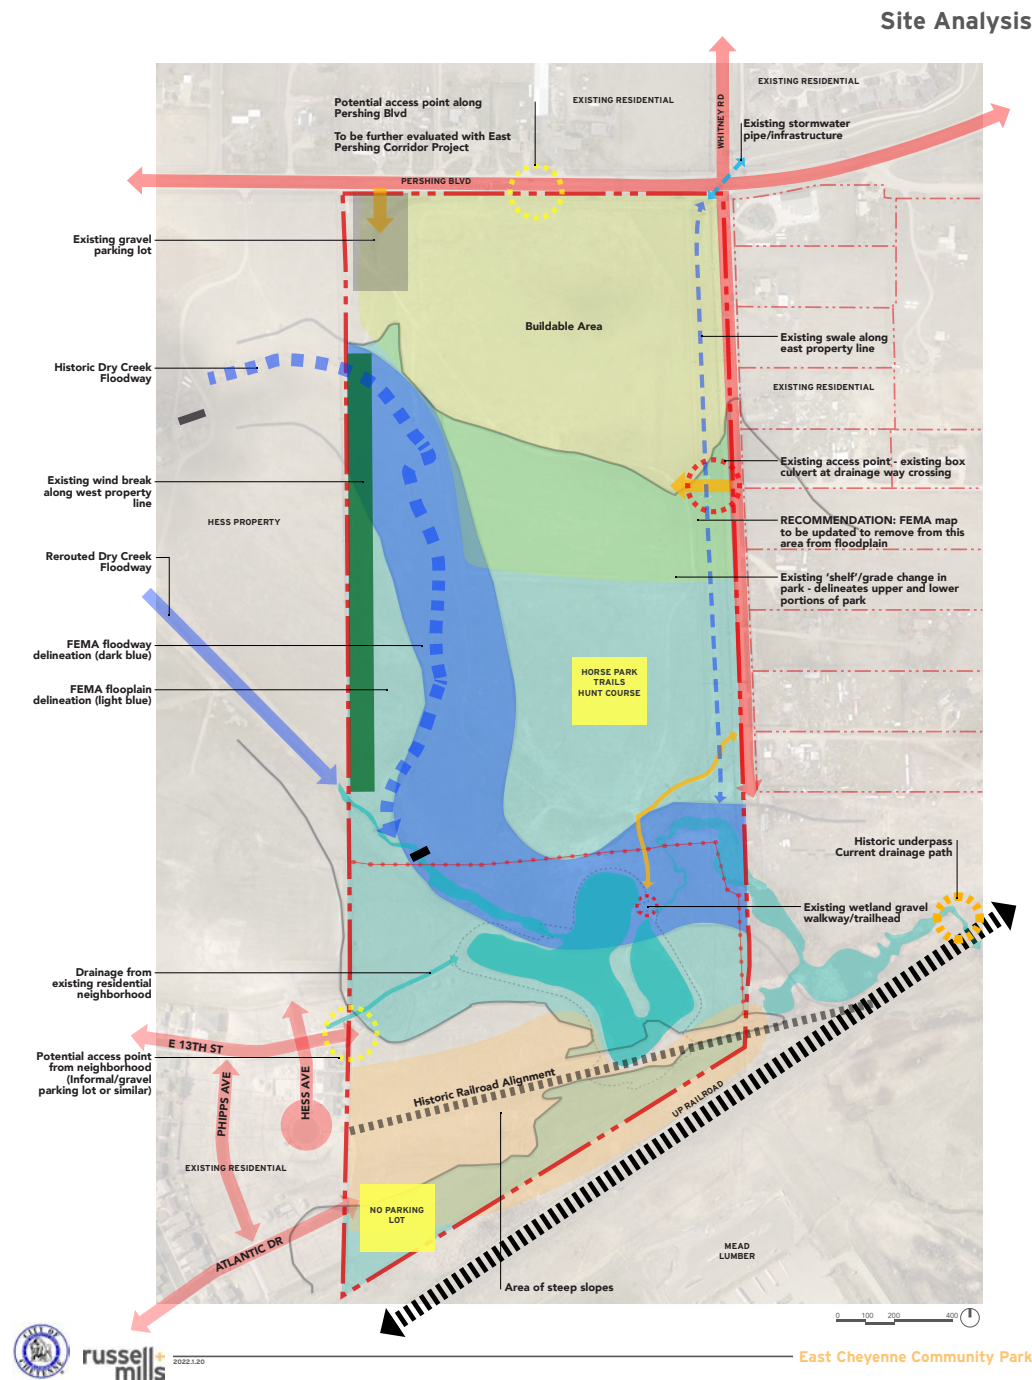 Site Analysis
EXISTING RESIDENTIAL
Potential access point along
Pershing Blvd
To be further evaluated with East
Pershing Corridor Project
EXISTING RESIDENTIAL
WHITNEY RD
Existing stormwater
pipe/infrastructure
PERSHING BLVD
Existing gravel
parking lot
Buildable Area
Existing swale along
east property line
Historic Dry Creek
Floodway
EXISTING RESIDENTIAL
Existing access point - existing box
culvert at drainage way crossing
Existing wind break
along west property
line
HESS PROPERTY
RECOMMENDATION: FEMA map
to be updated to remove from this
area from floodplain
Rerouted Dry Creek
Floodway
Existing 'shelf'/grade change in
park - delineates upper and lower
portions of park
FEMA floodway
delineation (dark blue)
HORSE PARK
TRAILS
HUNT COURSE
FEMA flooplain
delineation (light blue)
Historic underpass
Current drainage path
Existing wetland gravel
walkway/trailhead
Drainage from
existing residential
neighborhood
E 13TH ST
Potential access point
from neighborhood
(Informal/gravel
parking lot or similar)
PHIPPS AVE
HESS AVE
Historic Railroad Alignment
UP RAILROAD
EXISTING RESIDENTIAL
NO PARKING
LOT
ATLANTIC DR
MEAD
LUMBER
Area of steep slopes
0 100 200 400
CITY OF
CHEYENNE
russell+
mills
2022.1.20
East Cheyenne Community Park